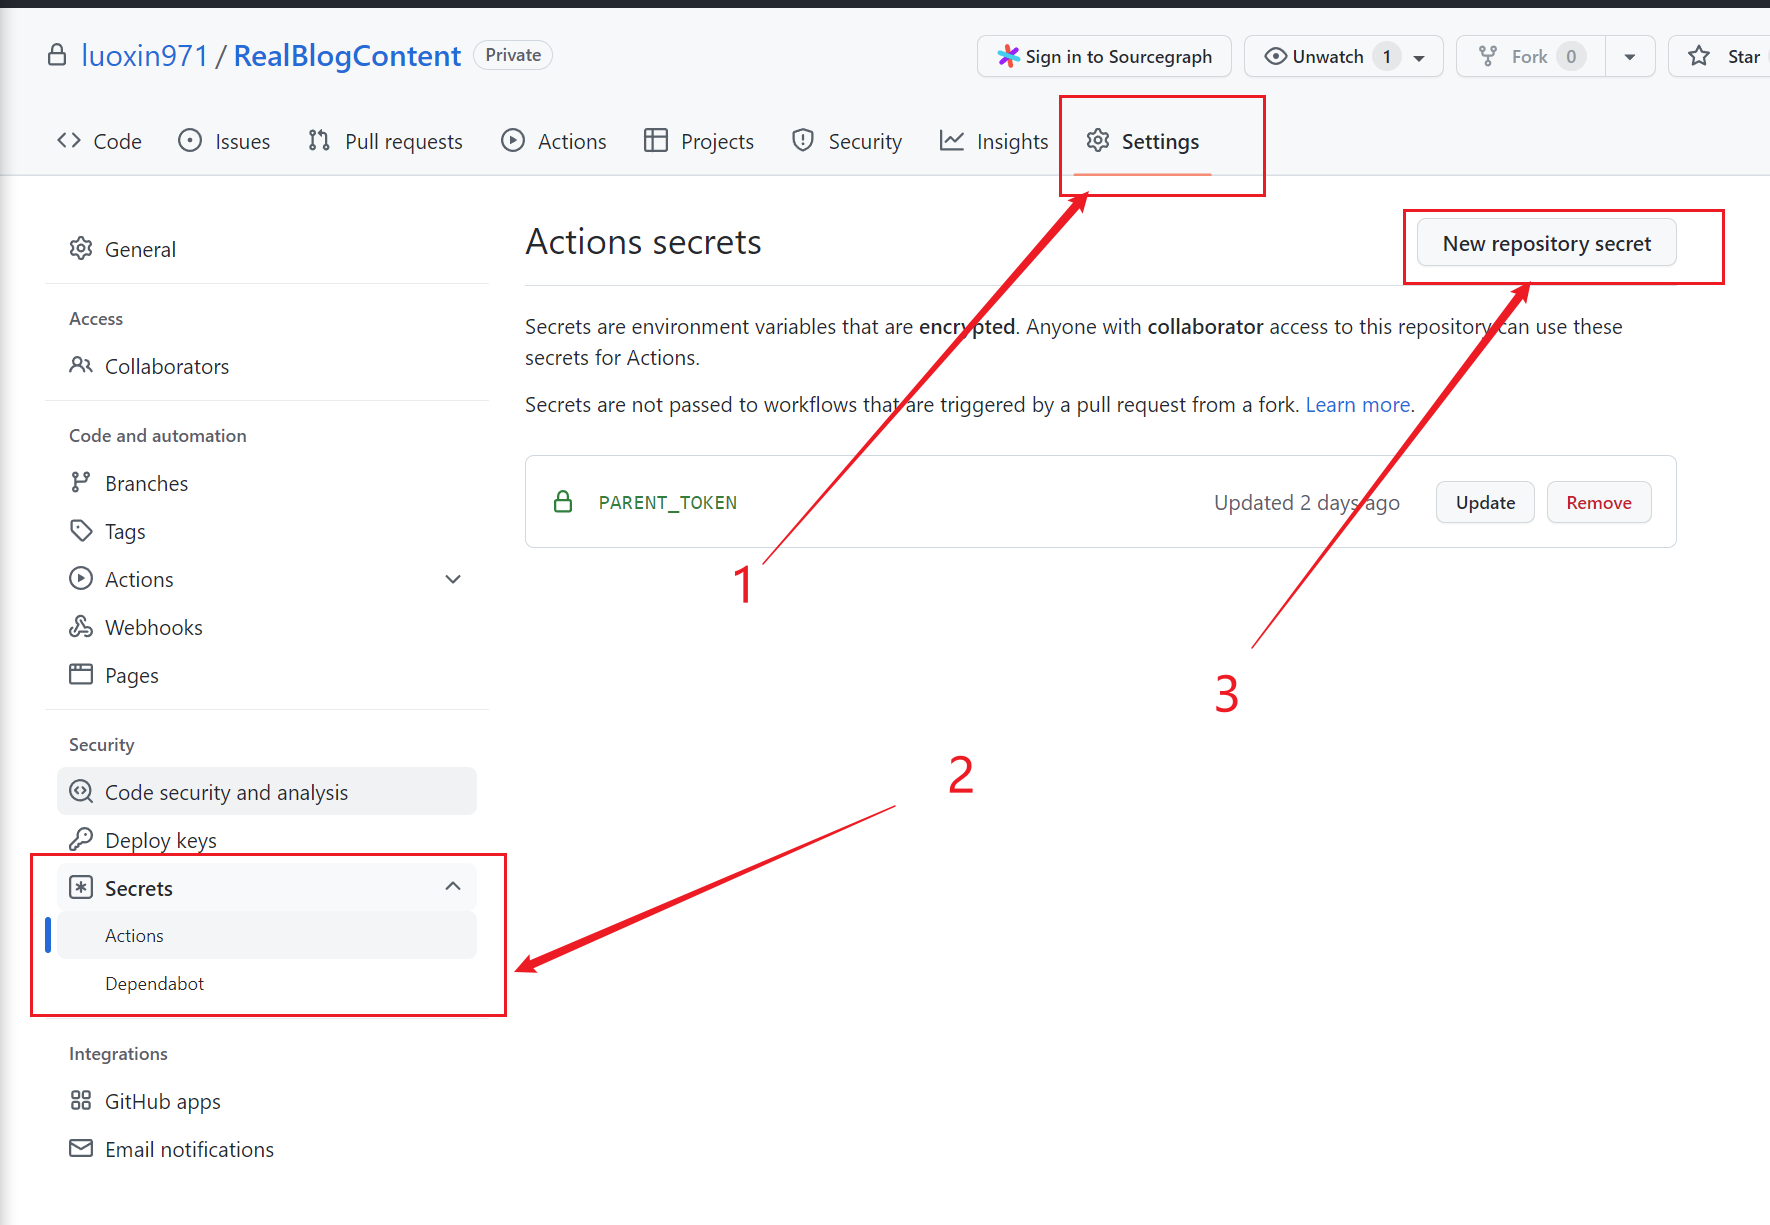 luoxin971 / RealBlogContent Private
Sign in to Sourcegraph Unwatch 1 Fork 0 Star
Code Issues Pull requests Actions Projects Security Insights Settings
General
Access
Collaborators
Code and automation
Branches
Tags
Actions
Webhooks
Pages
Security
Code security and analysis
Deploy keys
Secrets
Actions
Dependabot
Integrations
GitHub apps
Email notifications
Actions secrets
New repository secret
Secrets are environment variables that are encrypted. Anyone with collaborator access to this repository can use these
secrets for Actions.
Secrets are not passed to workflows that are triggered by a pull request from a fork. Learn more.
PARENT_TOKEN Updated 2 days ago Update Remove
1
3
2